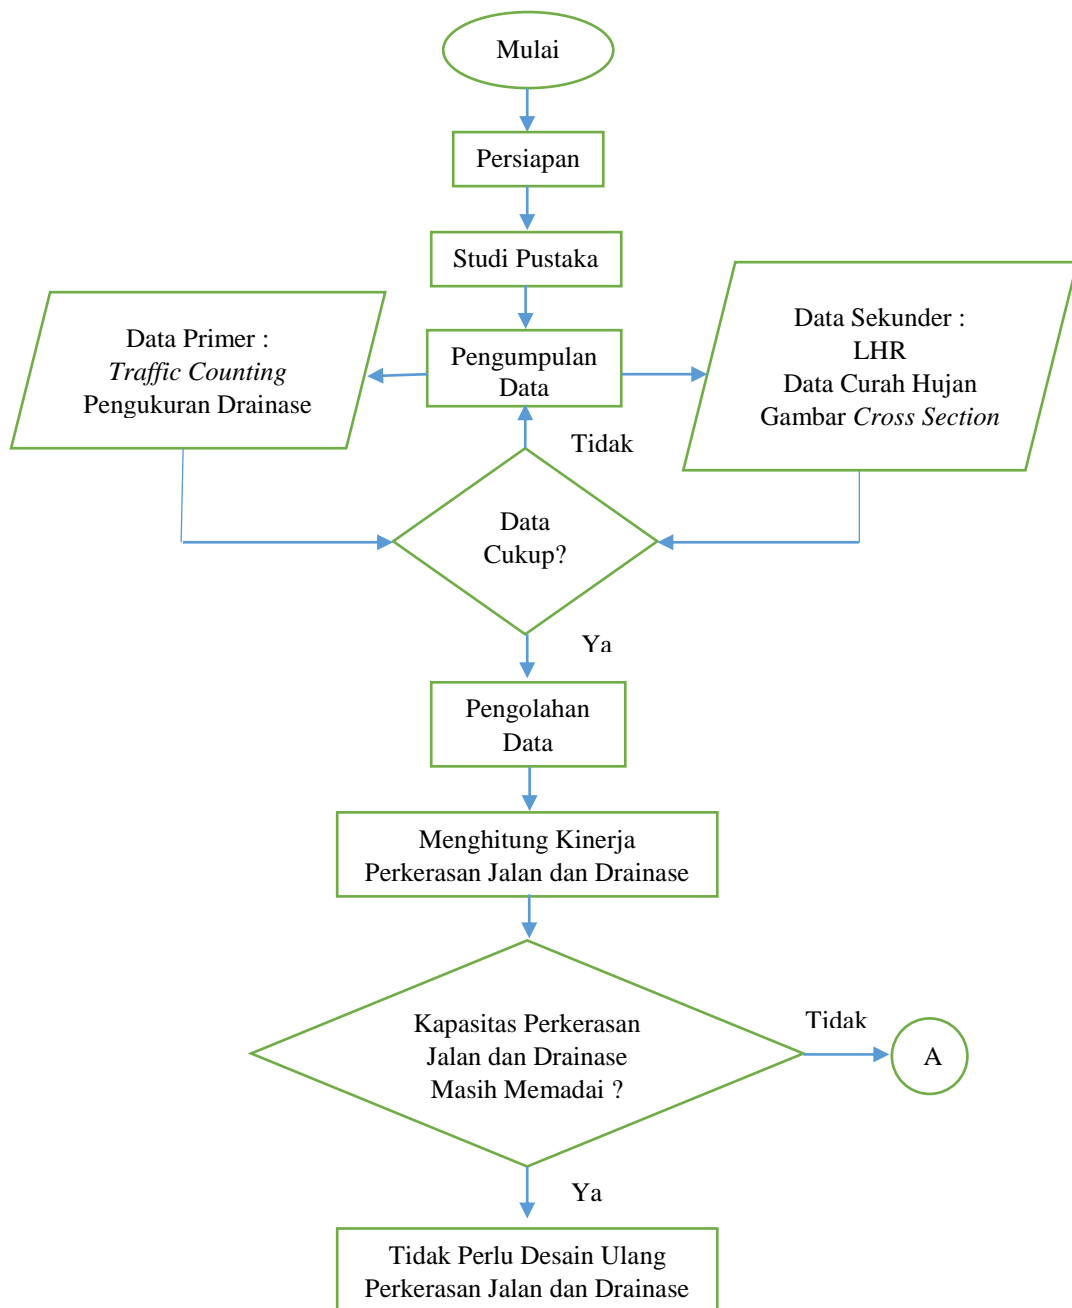 Mulai
Persiapan
Studi Pustaka
Data Primer :
Traffic Counting
Pengukuran Drainase
Pengumpulan
Data
Data Sekunder :
LHR
Data Curah Hujan
Gambar Cross Section
Tidak
Data
Cukup?
Ya
Pengolahan
Data
Menghitung Kinerja
Perkerasan Jalan dan Drainase
Kapasitas Perkerasan
Jalan dan Drainase
Masih Memadai ?
Tidak
A
Ya
Tidak Perlu Desain Ulang
Perkerasan Jalan dan Drainase